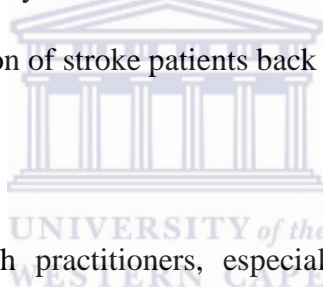 on of stroke patients back
UNIVERSITY of the
h practitioners, especial
WESTERN CAPE